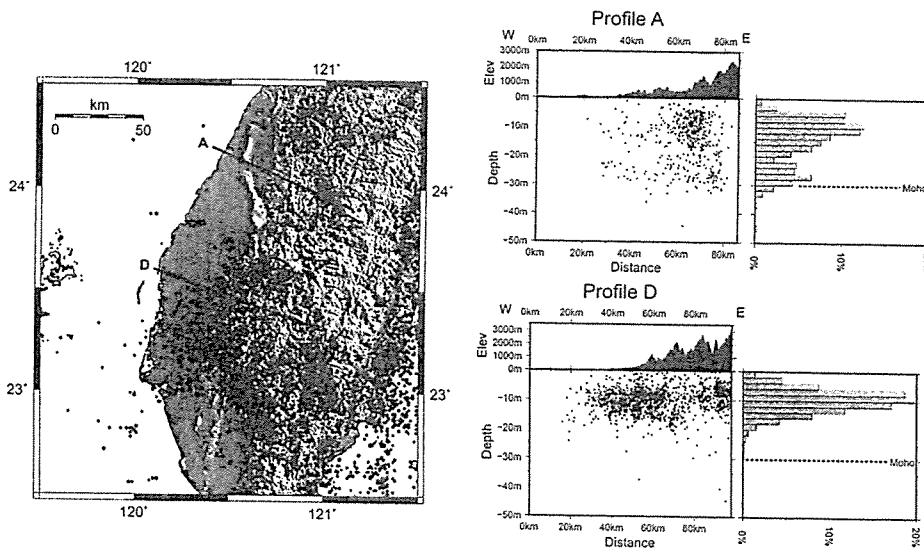 120° 121°
km
0 50
A
24° 24°
D
23° 23°
120° 121°
Profile A
W 0km 20km 40km 60km 80km E
Elev
3000m
2000m
1000m
0m
Depth
-10m
-20m
-30m
-40m
-50m
0km 20km 40km 60km 80km
Distance
Moho
0% 10%
Profile D
W 0km 20km 40km 60km 80km E
Elev
3000m
2000m
1000m
0m
Depth
-10m
-20m
-30m
-40m
-50m
0km 20km 40km 60km 80km
Distance
Moho
0% 10% 20%